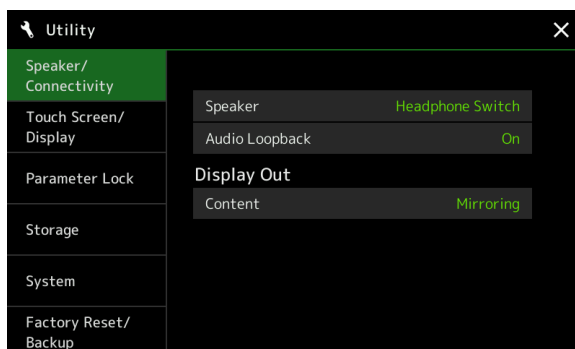 Utility
Speaker/
Connectivity
Touch Screen/
Display
Parameter Lock
Storage
System
Factory Reset/
Backup
Speaker Headphone Switch
Audio Loopback On
Display Out
Content Mirroring